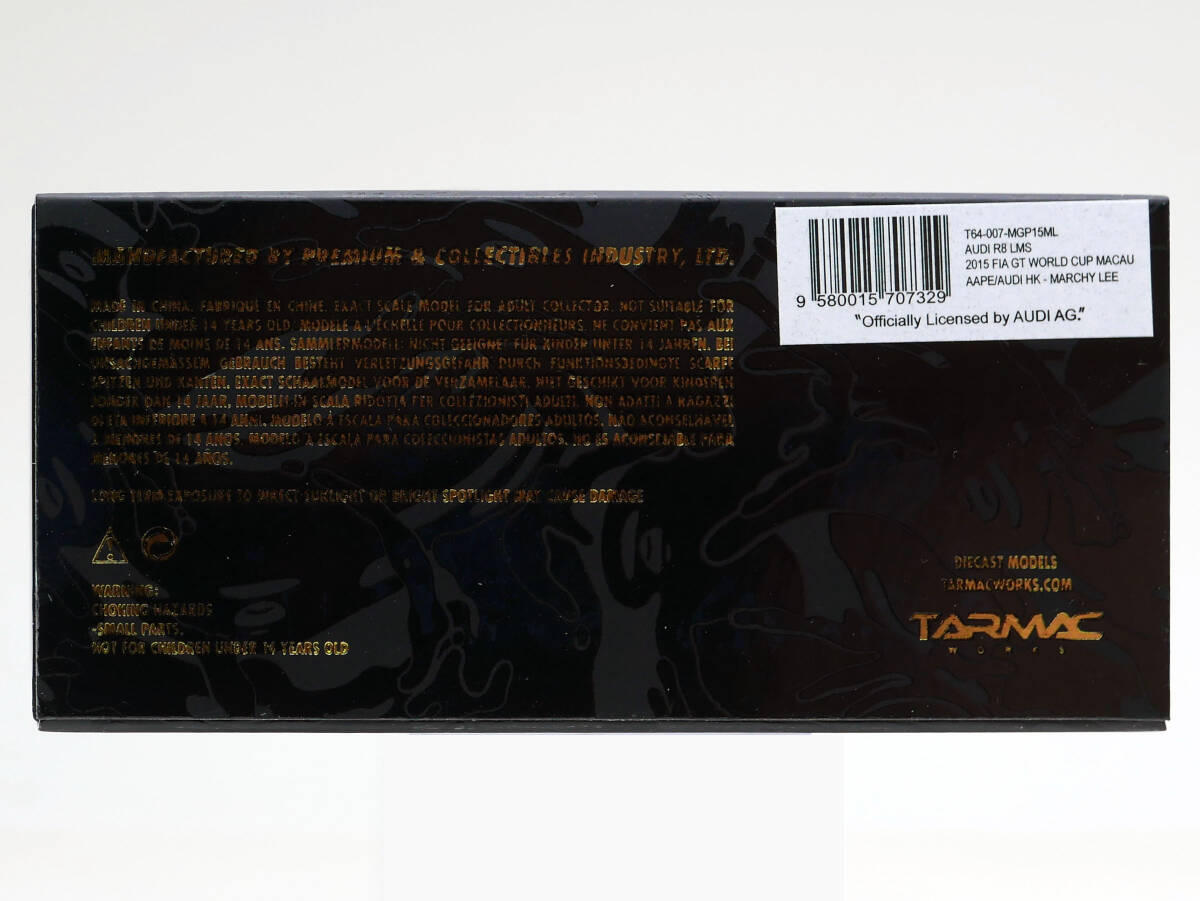 T64-007-MGP15ML
AUDI R8 LMS
2015 FIA GT WORLD CUP MACAU
AAPE/AUDI HK - MARCHY LEE
9 580015 707329
"Officially Licensed by AUDI AG."
MANUFACTURED BY PREMIUM & COLLECTIBLES INDUSTRY, LTD.
MADE IN CHINA. FABRIQUÉ EN CHINE. EXACT SCALE MODEL FOR ADULT COLLECTOR. NOT SUITABLE FOR
CHILDREN UNDER 14 YEARS OLD. MODELE A L'ECHELLE POUR COLLECTIONNEURS. NE CONVIENT PAS AUX
ENFANTS DE MOINS DE 14 ANS. SAMMLERMODELL: NICHT GEEIGNET FÜR KINDER UNTER 14 JAHREN. BEI
UNSACHGEMÄSSEM GEBRAUCH BESTEHT VERLETZUNGSGEFAHR DURCH FUNKTIONSBEDINGTE SCARFE
SPITZEN UND KANTEN. EXACT SCHAALMODEL VOOR DE VERZAMELAAR. NIET GESCHIKT VOOR KINDEREN
JONGER DAN 14 JAAR, MODELLI IN SCALA RIDOTTA PER COLLEZIONISTI ADULTI. NON ADATTI A RAGAZZI
DI ETA INFERIORE A 14 ANNI. MODELO À ESCALA PARA COLECCIONADORES ADULTOS. NÃO ACONSELHAVEL
A MENORES DE 14 AÑOS. MODELO A ESCALA PARA COLECCIONISTAS ADULTOS. NO ES ACONSEJABLE PARA
MENORES DE 14 AÑOS.
LONG TERM EXPOSURE TO DIRECT SUNLIGHT OR BRIGHT SPOTLIGHT MAY CAUSE DAMAGE
WARNING:
CHOKING HAZARDS
-SMALL PARTS.
NOT FOR CHILDREN UNDER 14 YEARS OLD
DIECAST MODELS
TARMACWORKS.COM
TARMAC
WORKS